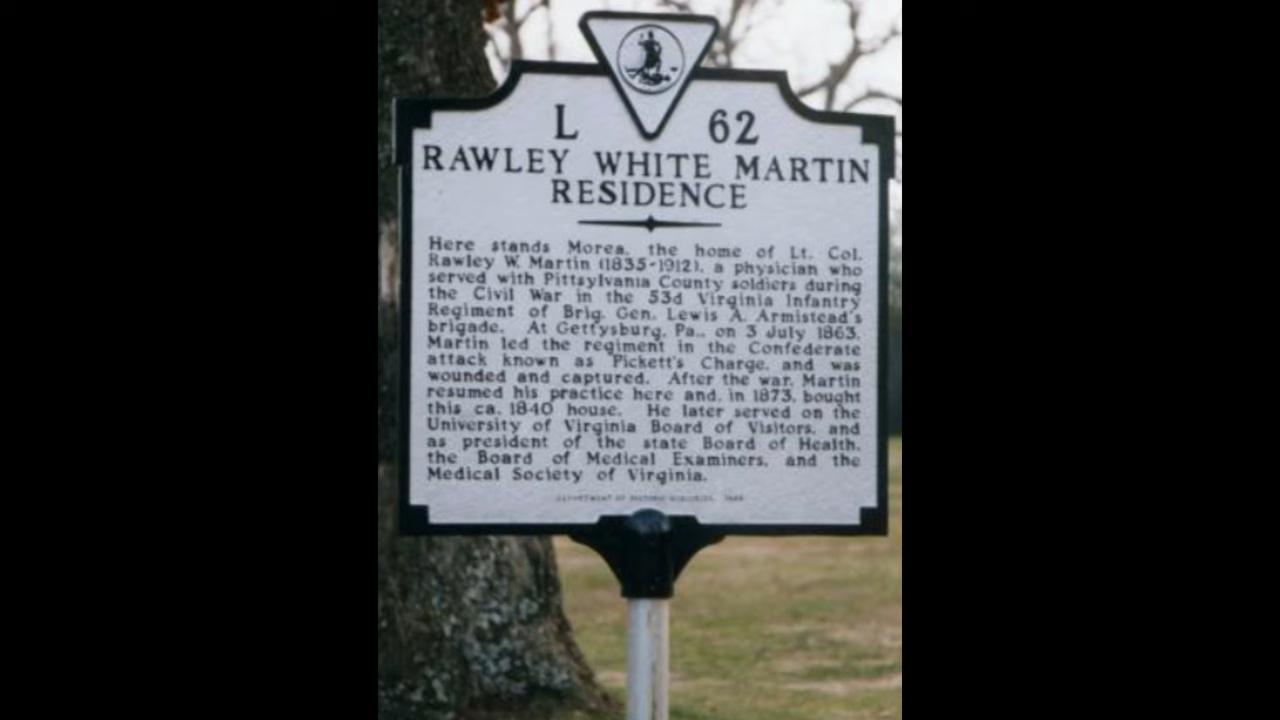 L 62
RAWLEY WHITE MARTIN
RESIDENCE
Here stands Morea, the home of Lt. Col.
Rawley W. Martin (1835-1912), a physician who
served with Pittsylvania County soldiers during
the Civil War in the 53d Virginia Infantry
Regiment of Brig. Gen. Lewis A. Armistead's
brigade. At Gettysburg, Pa., on 3 July 1863,
Martin led the regiment in the Confederate
attack known as Pickett's Charge, and was
wounded and captured. After the war, Martin
resumed his practice here and, in 1873, bought
this ca. 1840 house. He later served on the
University of Virginia Board of Visitors, and
as president of the state Board of Health,
the Board of Medical Examiners, and the
Medical Society of Virginia.
DEPARTMENT OF HISTORIC RESOURCES,